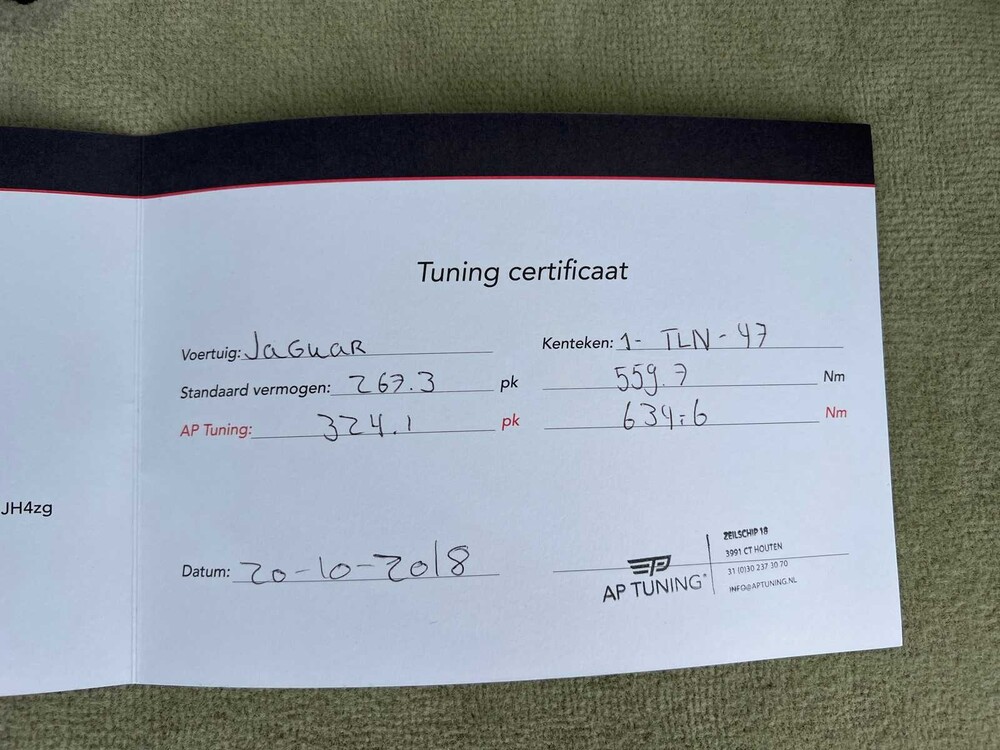 Tuning certificaat
Voertuig: JAGUAR
Kenteken: 1-TLN-47
Standaard vermogen: 267.3 pk 559.7 Nm
AP Tuning: 324.1 pk 634.6 Nm
JH4zg
Datum: 20-10-2018
AP TUNING®
ZEILSCHIP 18
3991 CT HOUTEN
31 (0)30 237 30 70
INFO@APTUNING.NL